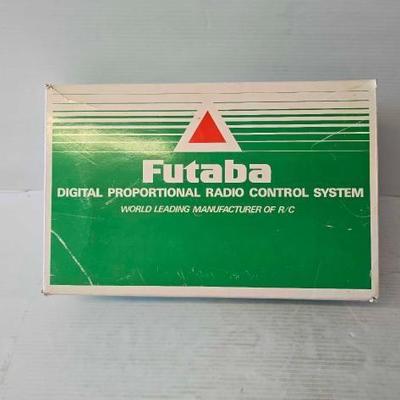 Futaba
DIGITAL PROPORTIONAL RADIO CONTROL SYSTEM
WORLD LEADING MANUFACTURER OF R/C